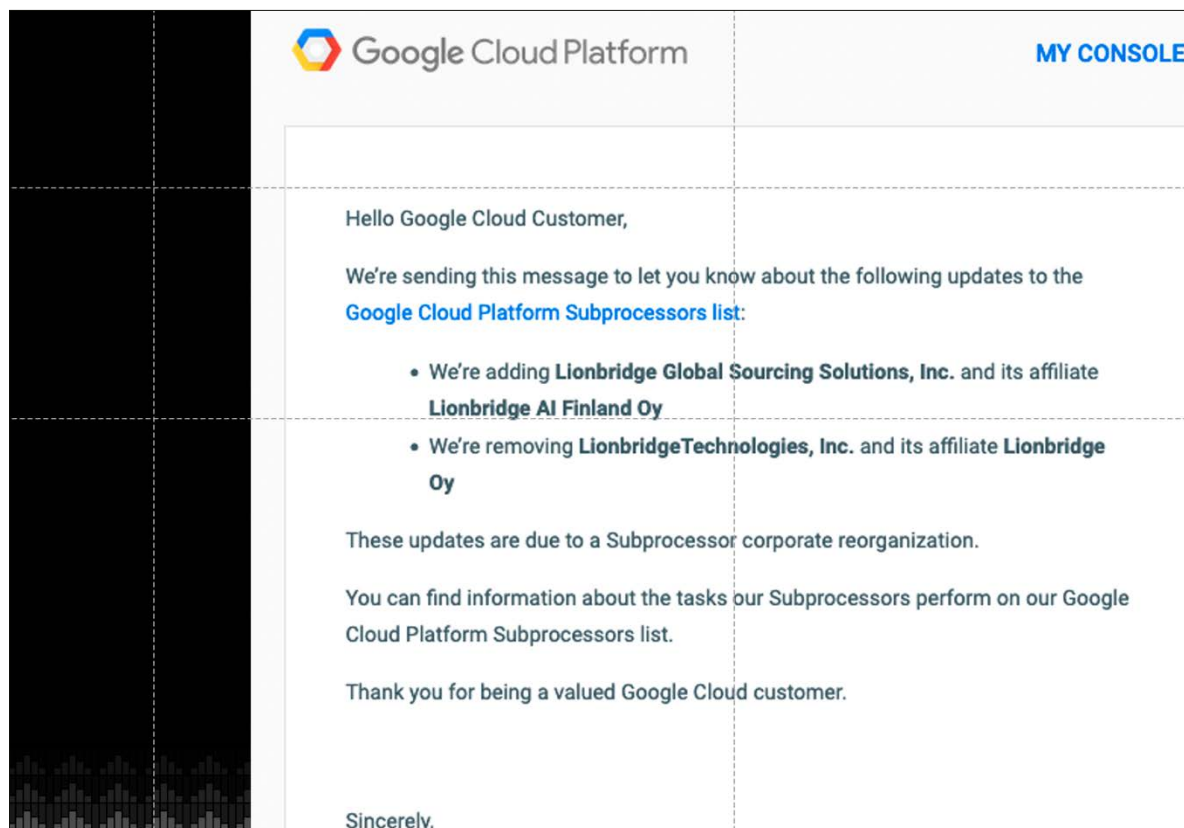 Google Cloud Platform
MY CONSOLE
Hello Google Cloud Customer,
We're sending this message to let you know about the following updates to the
Google Cloud Platform Subprocessors list:
• We're adding Lionbridge Global Sourcing Solutions, Inc. and its affiliate
Lionbridge AI Finland Oy
• We're removing LionbridgeTechnologies, Inc. and its affiliate Lionbridge
Oy
These updates are due to a Subprocessor corporate reorganization.
You can find information about the tasks our Subprocessors perform on our Google
Cloud Platform Subprocessors list.
Thank you for being a valued Google Cloud customer.
Sincerely,